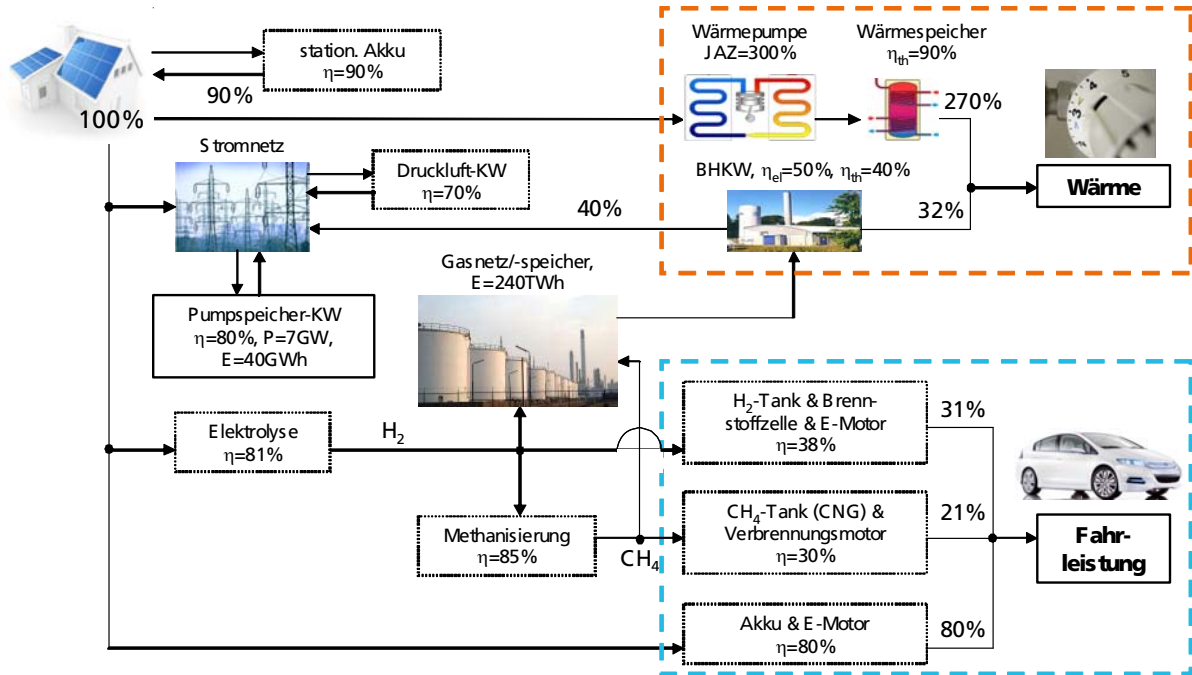 station. Akku
η=90%
90%
100%
Wärmepumpe
JAZ=300%
Wärmespeicher
ηth=90%
270%
Wärme
Stromnetz
Druckluft-KW
η=70%
BHKW, ηel=50%, ηth=40%
40%
32%
Gasnetz/-speicher,
E=240TWh
Pumpspeicher-KW
η=80%, P=7GW,
E=40GWh
Elektrolyse
η=81%
H2
H2-Tank & Brenn-
stoffzelle & E-Motor
η=38%
31%
Methanisierung
η=85%
CH4
CH4-Tank (CNG) &
Verbrennungsmotor
η=30%
21%
Fahr-
leistung
Akku & E-Motor
η=80%
80%